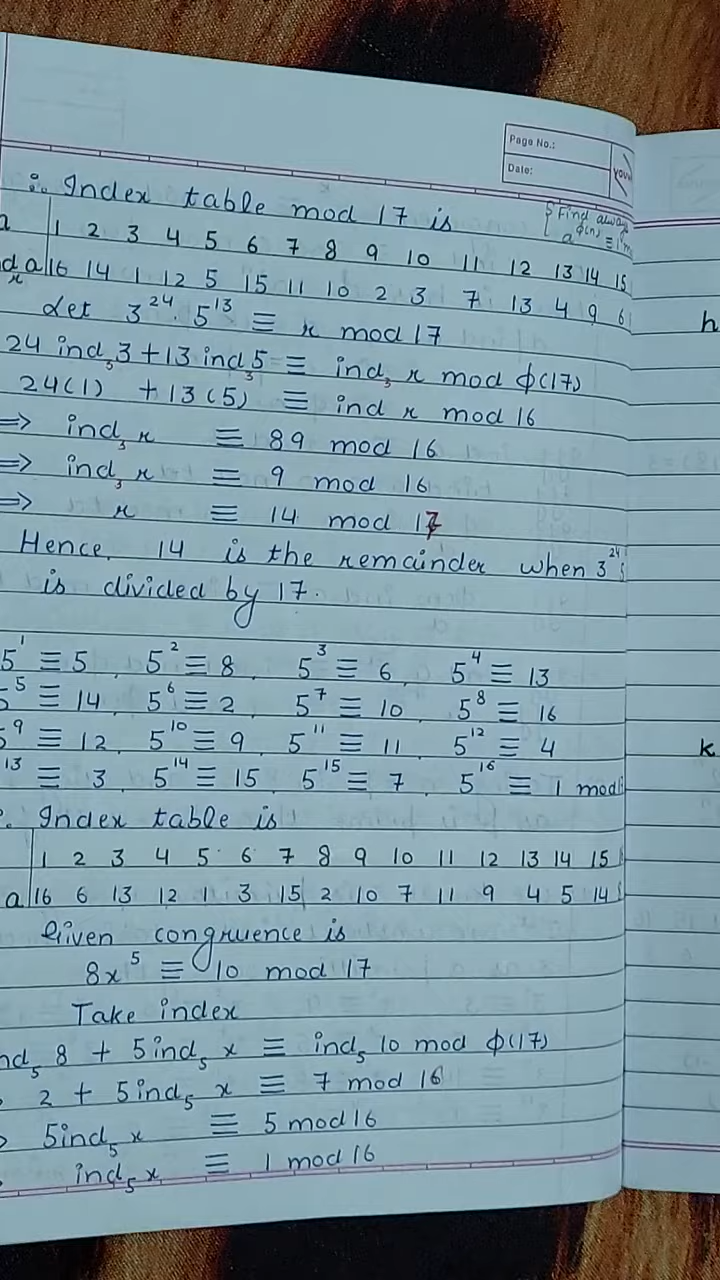 Page No.:
Date:
YOUV
∴ Index table mod 17 is
{ Find always
a^φ(n) ≡ 1 m
a | 1 2 3 4 5 6 7 8 9 10 11 12 13 14 15
d₃ a | 16 14 1 12 5 15 11 10 2 3 7 13 4 9 6
Let 3^24 . 5^13 ≡ x mod 17
24 ind₃ 3 + 13 ind₃ 5 ≡ ind₃ x mod φ(17)
24(1) + 13(5) ≡ ind x mod 16
⇒ ind₃ x ≡ 89 mod 16
⇒ ind₃ x ≡ 9 mod 16
⇒ x ≡ 14 mod 17
Hence, 14 is the remainder when 3^24 5
is divided by 17.
5^1 ≡ 5, 5^2 ≡ 8, 5^3 ≡ 6, 5^4 ≡ 13
5^5 ≡ 14, 5^6 ≡ 2, 5^7 ≡ 10, 5^8 ≡ 16
5^9 ≡ 12, 5^10 ≡ 9, 5^11 ≡ 11, 5^12 ≡ 4
13 ≡ 3, 5^14 ≡ 15, 5^15 ≡ 7, 5^16 ≡ 1 mod
∴ Index table is
1 2 3 4 5 6 7 8 9 10 11 12 13 14 15
a | 16 6 13 12 1 3 15 2 10 7 11 9 4 5 14
Given congruence is
8x^5 ≡ 10 mod 17
Take index
nd₅ 8 + 5 ind₅ x ≡ ind₅ 10 mod φ(17)
2 + 5 ind₅ x ≡ 7 mod 16
5 ind₅ x ≡ 5 mod 16
ind₅ x ≡ 1 mod 16
h
k